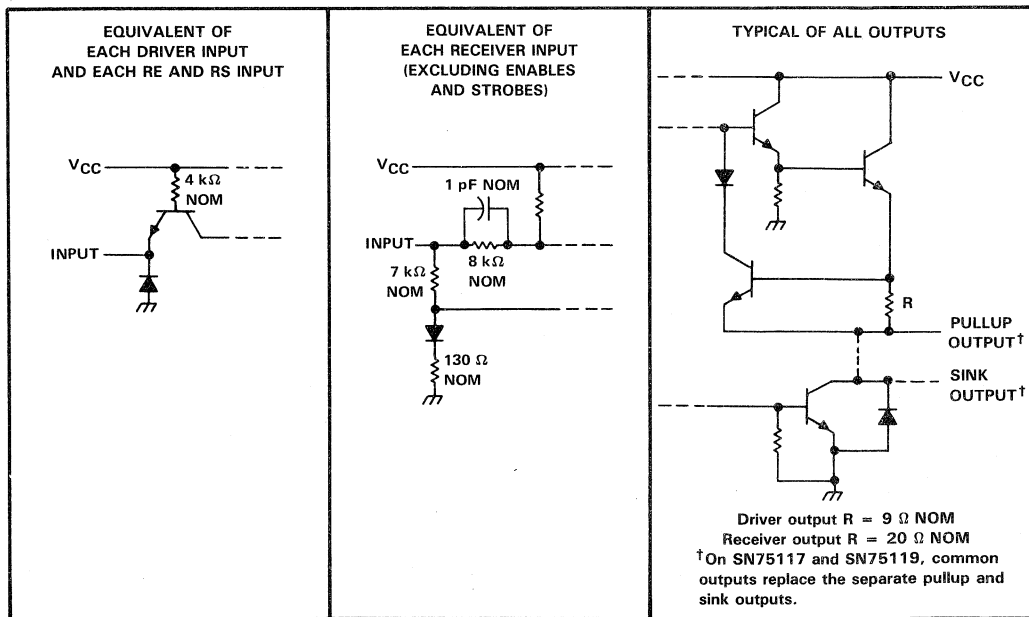 EQUIVALENT OF
EACH DRIVER INPUT
AND EACH RE AND RS INPUT
VCC
4 kΩ
NOM
INPUT
EQUIVALENT OF
EACH RECEIVER INPUT
(EXCLUDING ENABLES
AND STROBES)
VCC
1 pF NOM
INPUT
8 kΩ
NOM
7 kΩ
NOM
130 Ω
NOM
TYPICAL OF ALL OUTPUTS
VCC
R
PULLUP
OUTPUT†
SINK
OUTPUT†
Driver output R = 9 Ω NOM
Receiver output R = 20 Ω NOM
†On SN75117 and SN75119, common
outputs replace the separate pullup and
sink outputs.